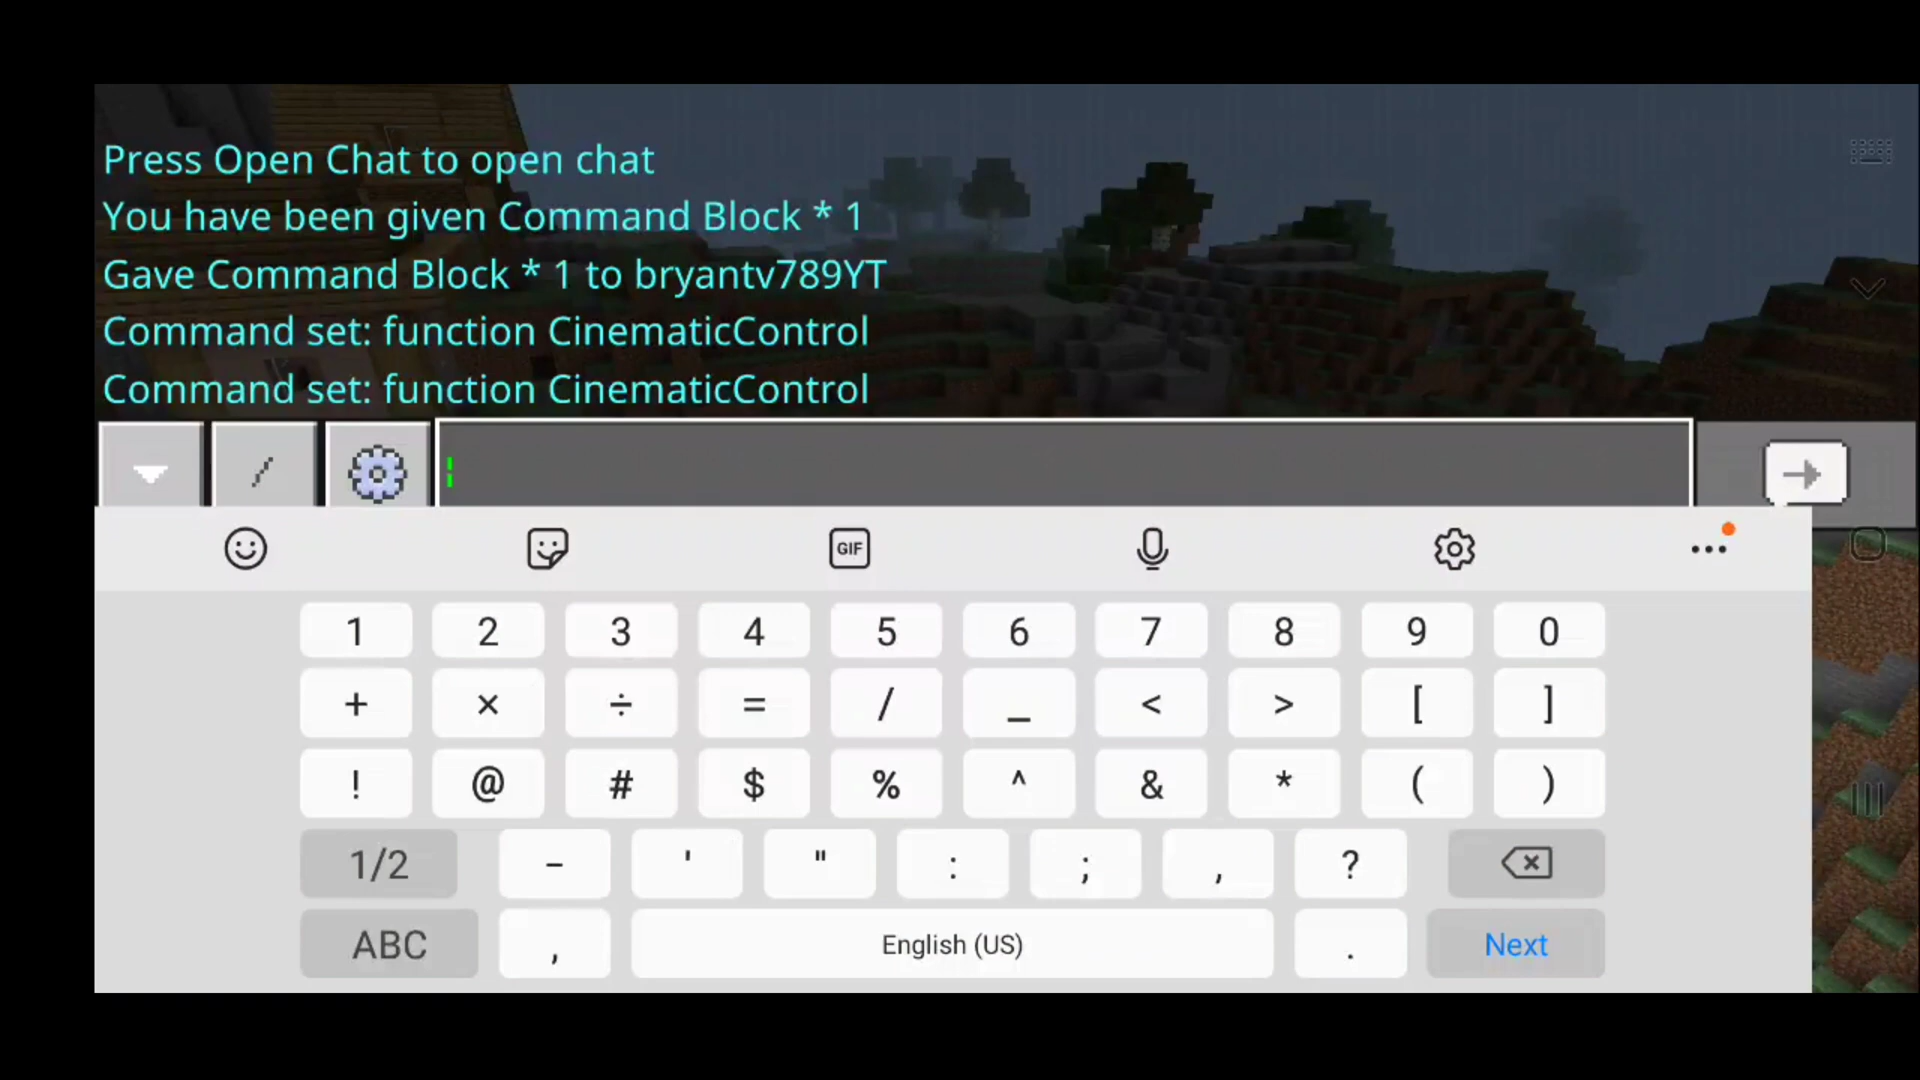 Press Open Chat to open chat
You have been given Command Block * 1
Gave Command Block * 1 to bryantv789YT
Command set: function CinematicControl
Command set: function CinematicControl
/
GIF
1 2 3 4 5 6 7 8 9 0
+ × ÷ = / _ < > [ ]
! @ # $ % ^ & * ( )
1/2 - ' " : ; , ?
ABC , English (US) . Next